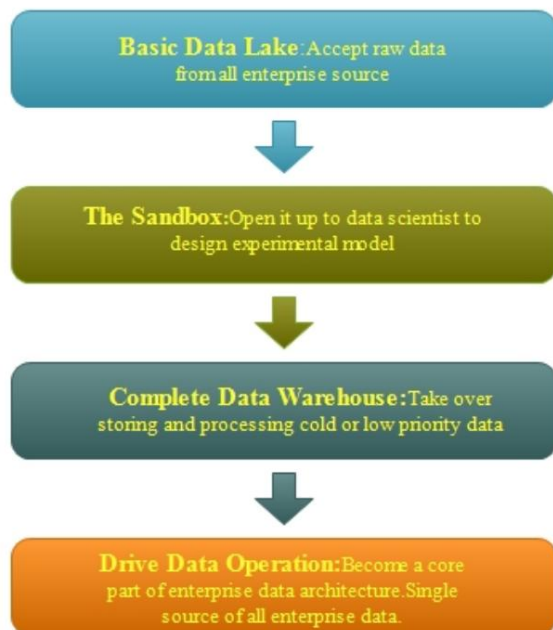 Basic Data Lake:Accept raw data
from all enterprise source
The Sandbox:Open it up to data scientist to
design experimental model
Complete Data Warehouse:Take over
storing and processing cold or low priority data
Drive Data Operation:Become a core
part of enterprise data architecture.Single
source of all enterprise data.